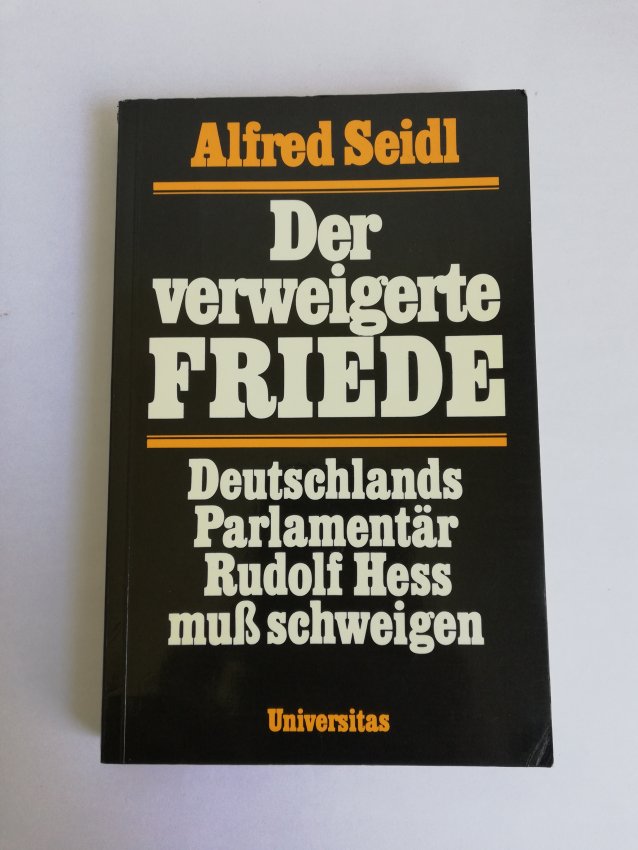 Alfred Seidl
Der
verweigerte
FRIEDE
Deutschlands
Parlamentär
Rudolf Hess
muß schweigen
Universitas